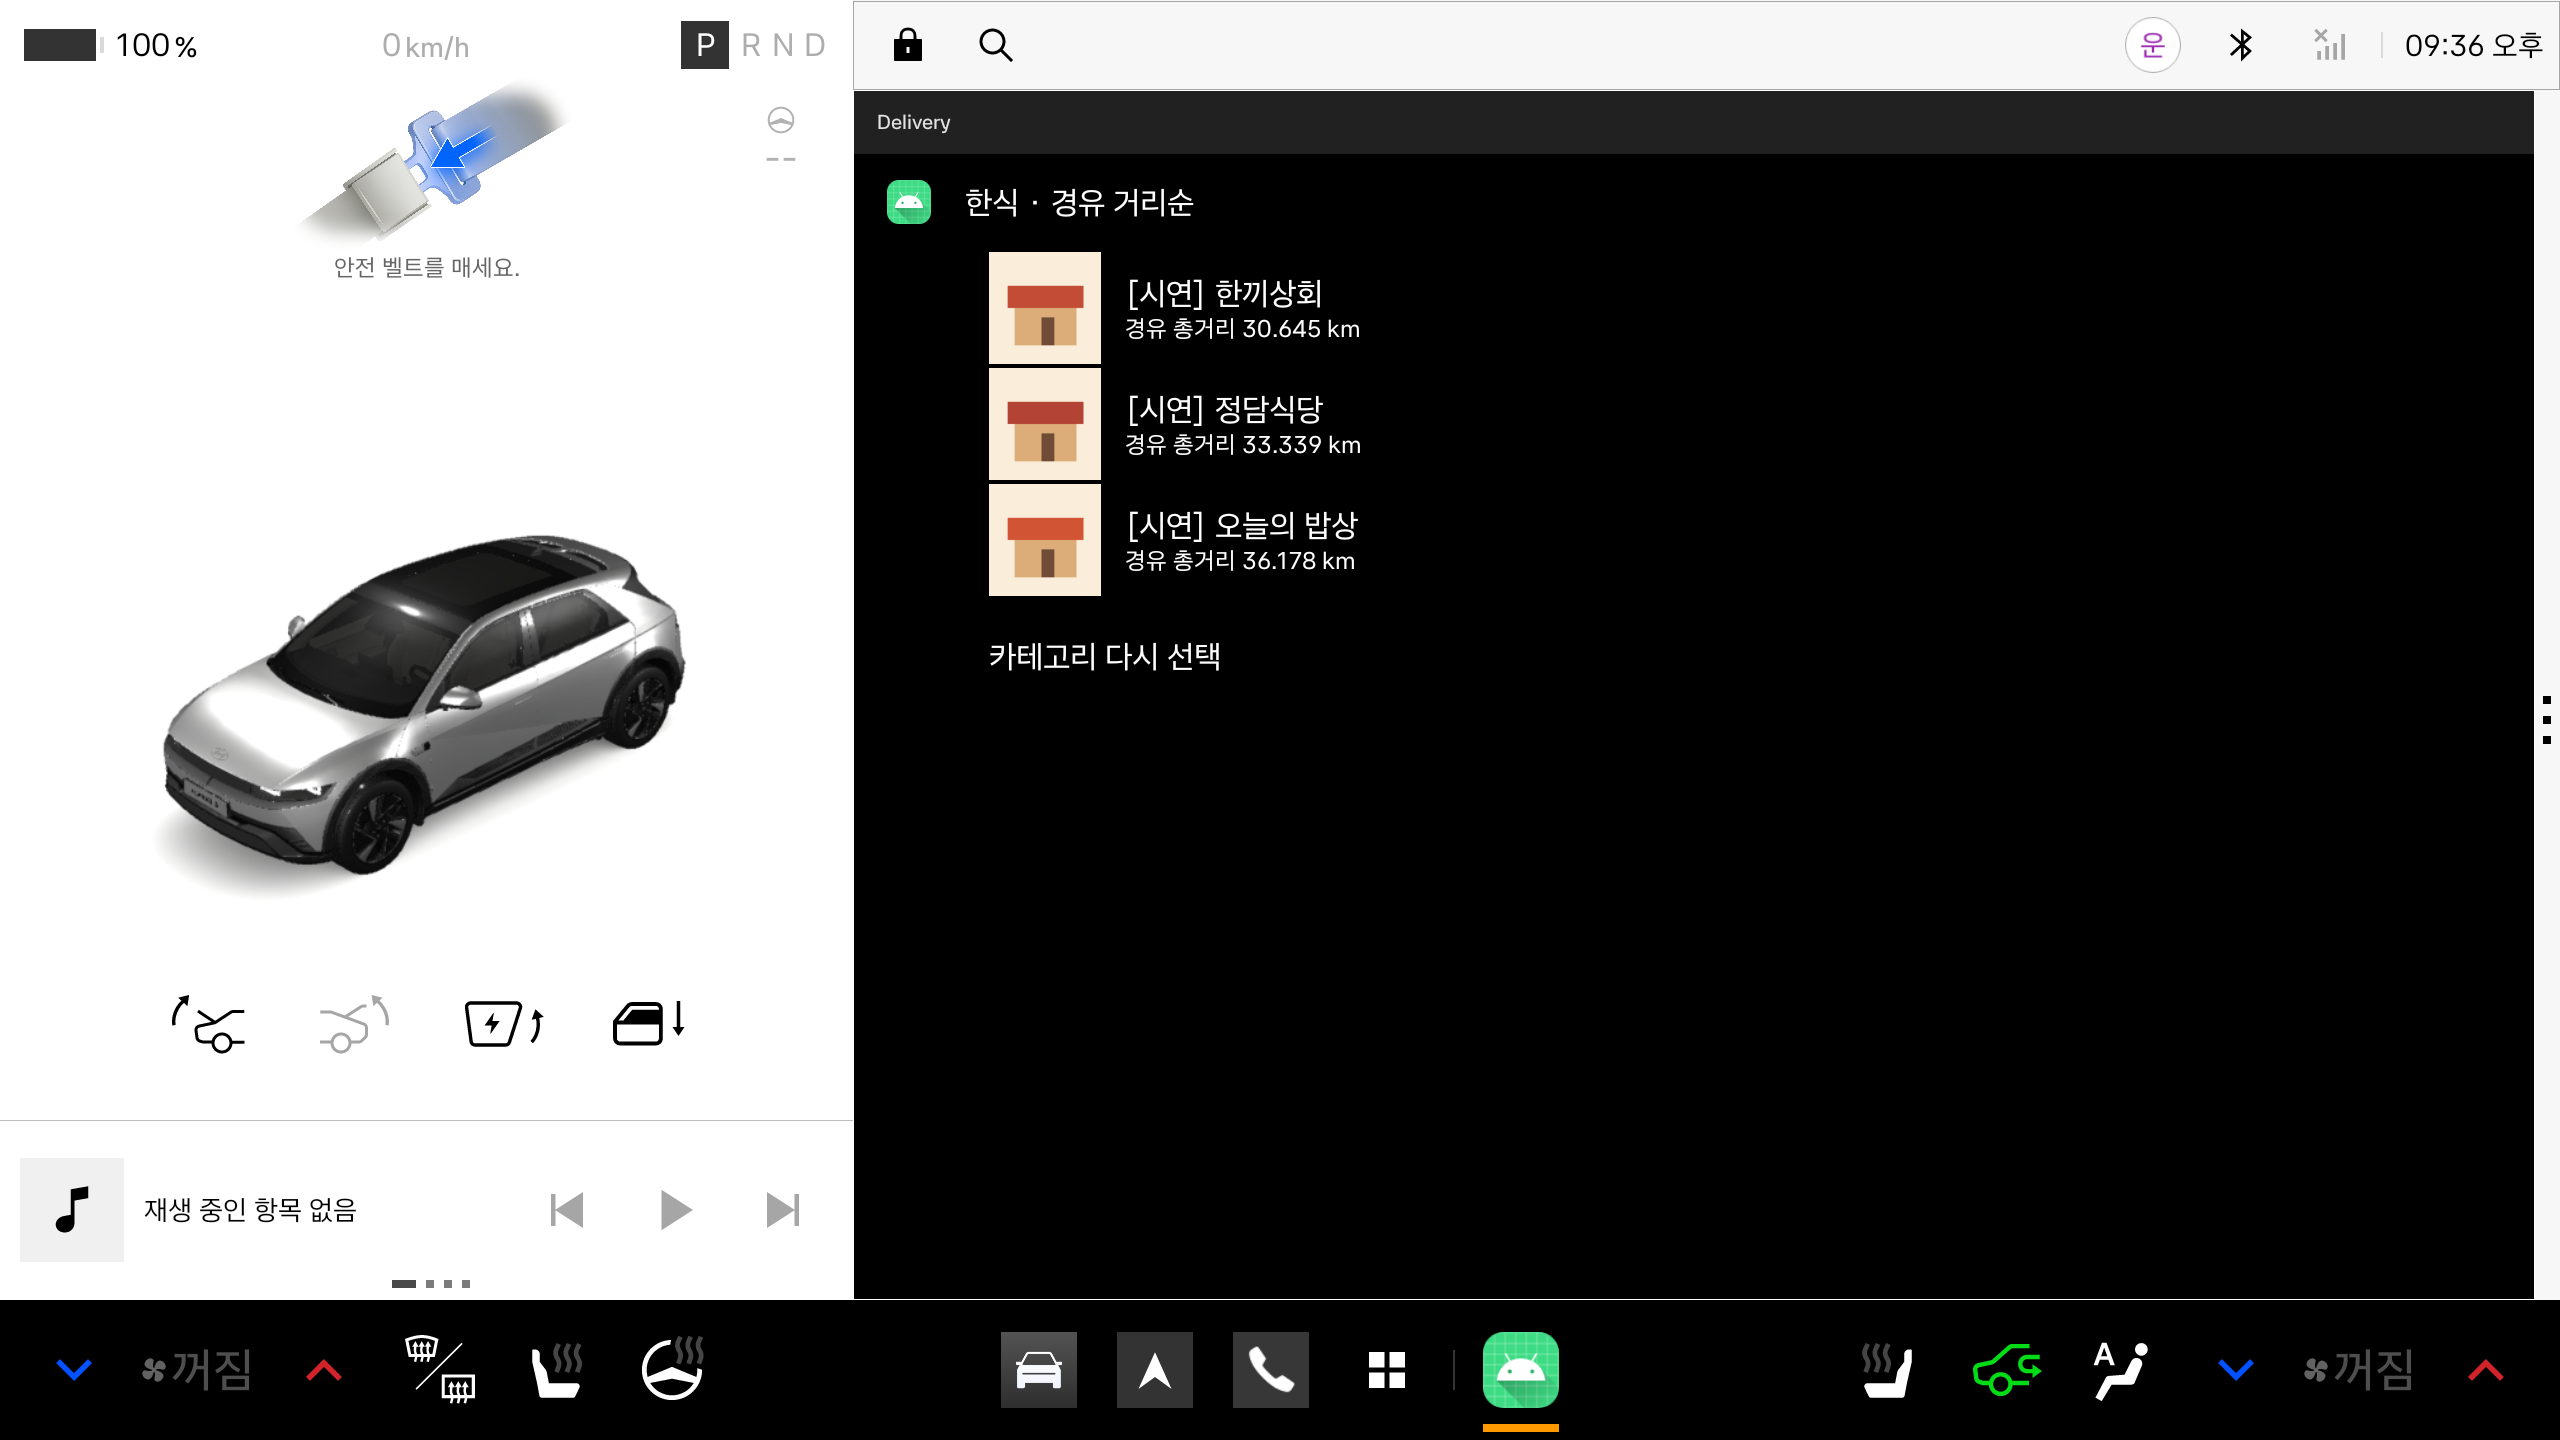 100%
0 km/h
P R N D
09:36 오후
운
안전 벨트를 매세요.
Delivery
한식 · 경유 거리순
[시연] 한끼상회
경유 총거리 30.645 km
[시연] 정담식당
경유 총거리 33.339 km
[시연] 오늘의 밥상
경유 총거리 36.178 km
카테고리 다시 선택
재생 중인 항목 없음
꺼짐
A
꺼짐